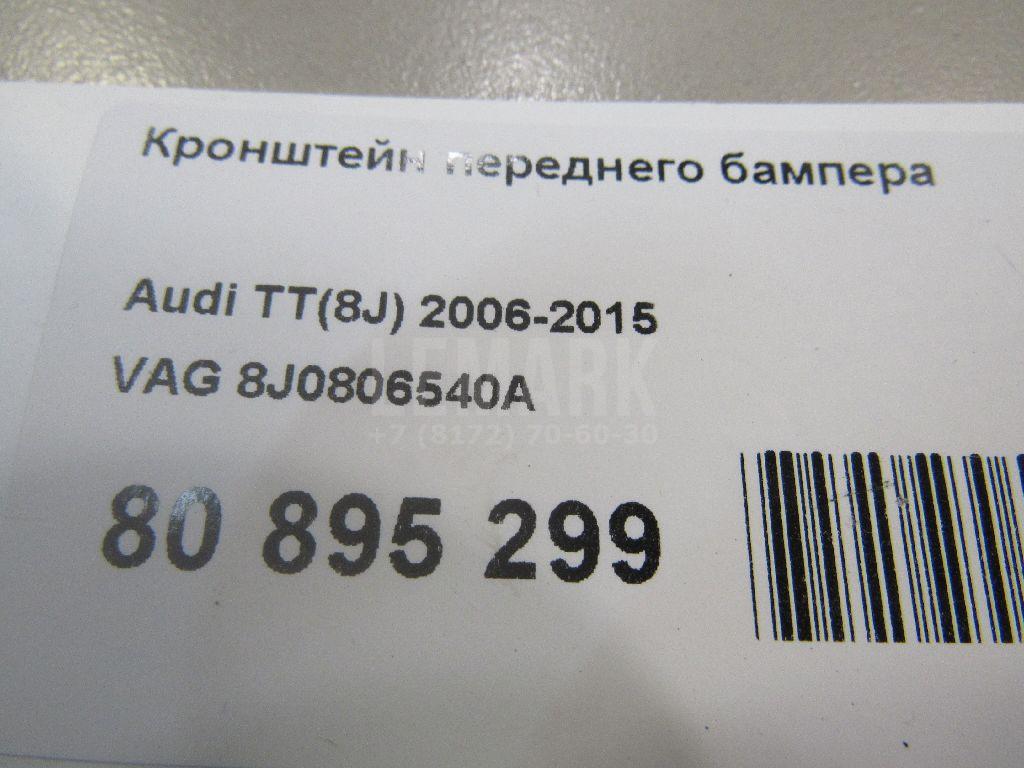 Кронштейн переднего бампера
Audi TT(8J) 2006-2015
VAG 8J0806540A
LEMARK
+7 (8172) 70-60-30
80 895 299